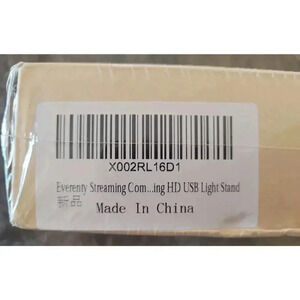 X002RL16D1
Everenty Streaming Com...ing HD USB Light Stand
新品
Made In China